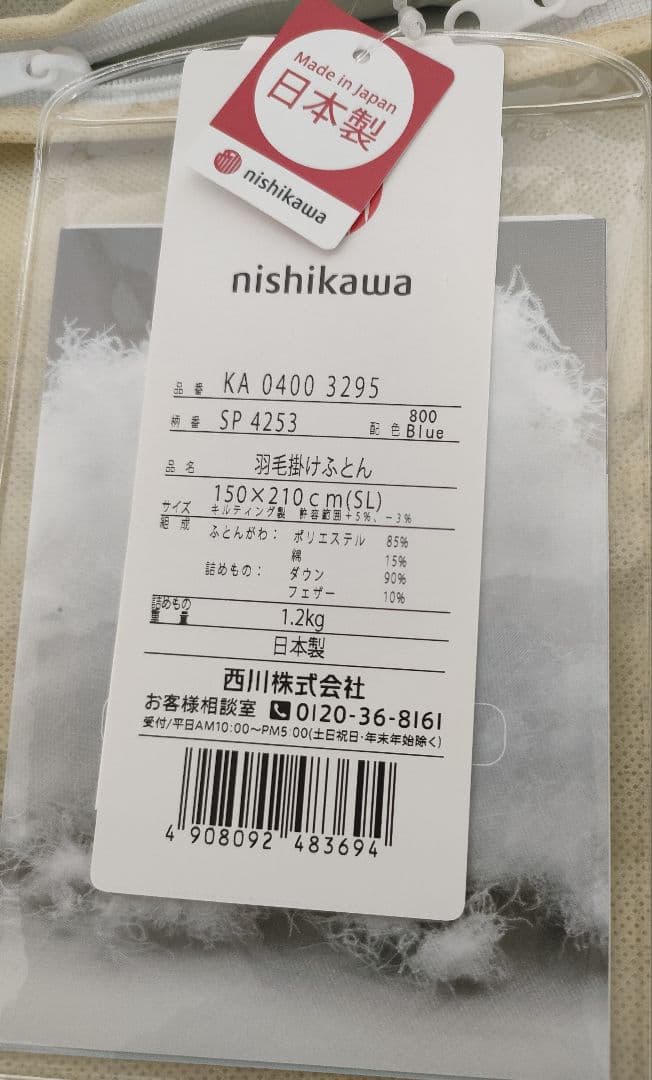 Made in Japan
日本製
nishikawa
nishikawa
品番 KA 0400 3295
柄番 SP 4253 配色 800 Blue
品名 羽毛掛けふとん
サイズ 150×210cm(SL)
キルティング製 許容範囲+5%、-3%
組成 ふとんがわ: ポリエステル 85%
綿 15%
詰めもの: ダウン 90%
フェザー 10%
詰めもの重量 1.2kg
日本製
西川株式会社
お客様相談室 0120-36-8161
受付/平日AM10:00〜PM5:00(土日祝日·年末年始除く)
4 908092 483694